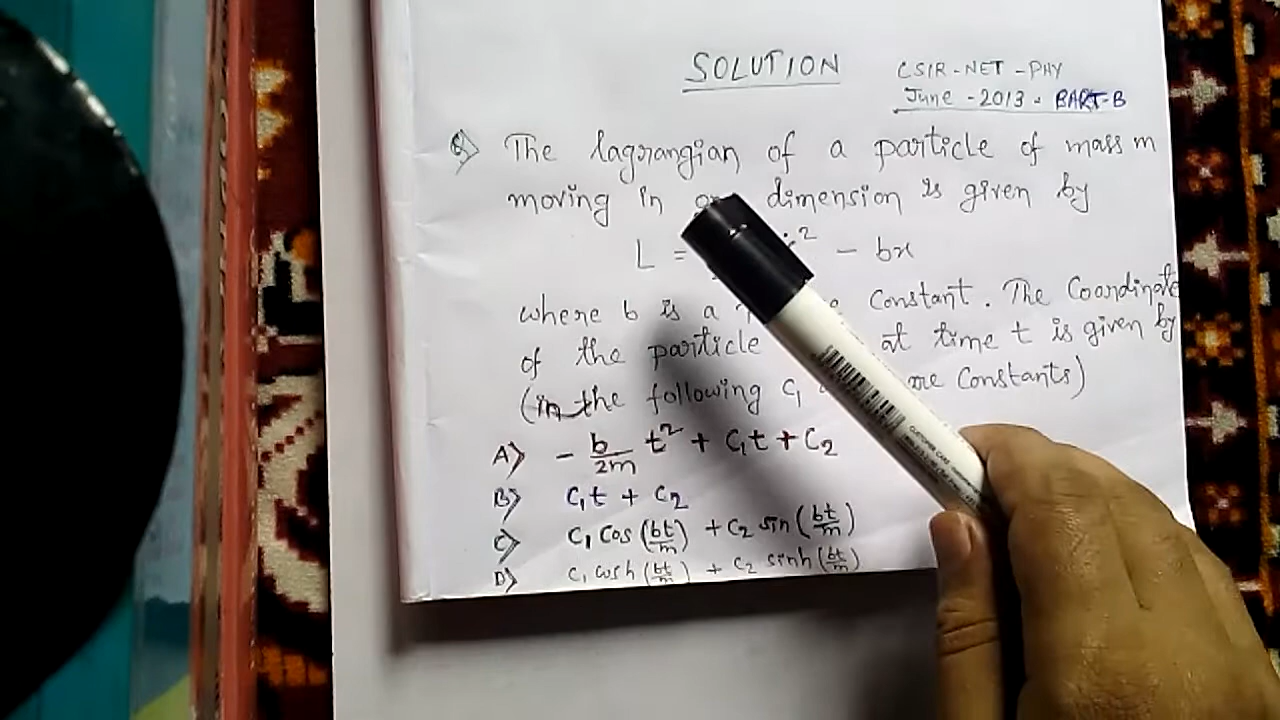 SOLUTION
CSIR-NET-PHY
June - 2013 - PART-B
Q> The lagrangian of a particle of mass m
moving in dimension is given by
L = ẋ² - bx
where b is a constant. The Coordinate
of the particle at time t is given by
(in the following C₁ are Constants)
A> - b/2m t² + C₁t + C₂
B> C₁t + C₂
C> C₁ Cos (bt/m) + C₂ sin (bt/m)
D> C₁ cosh (bt/m) + C₂ sinh (bt/m)